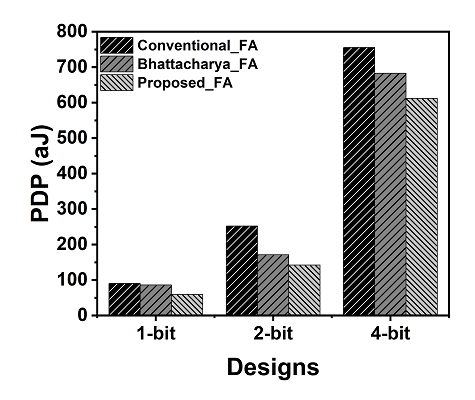 PDP (aJ)
800
700
600
500
400
300
200
100
0
Conventional_FA
Bhattacharya_FA
Proposed_FA
1-bit
2-bit
4-bit
Designs